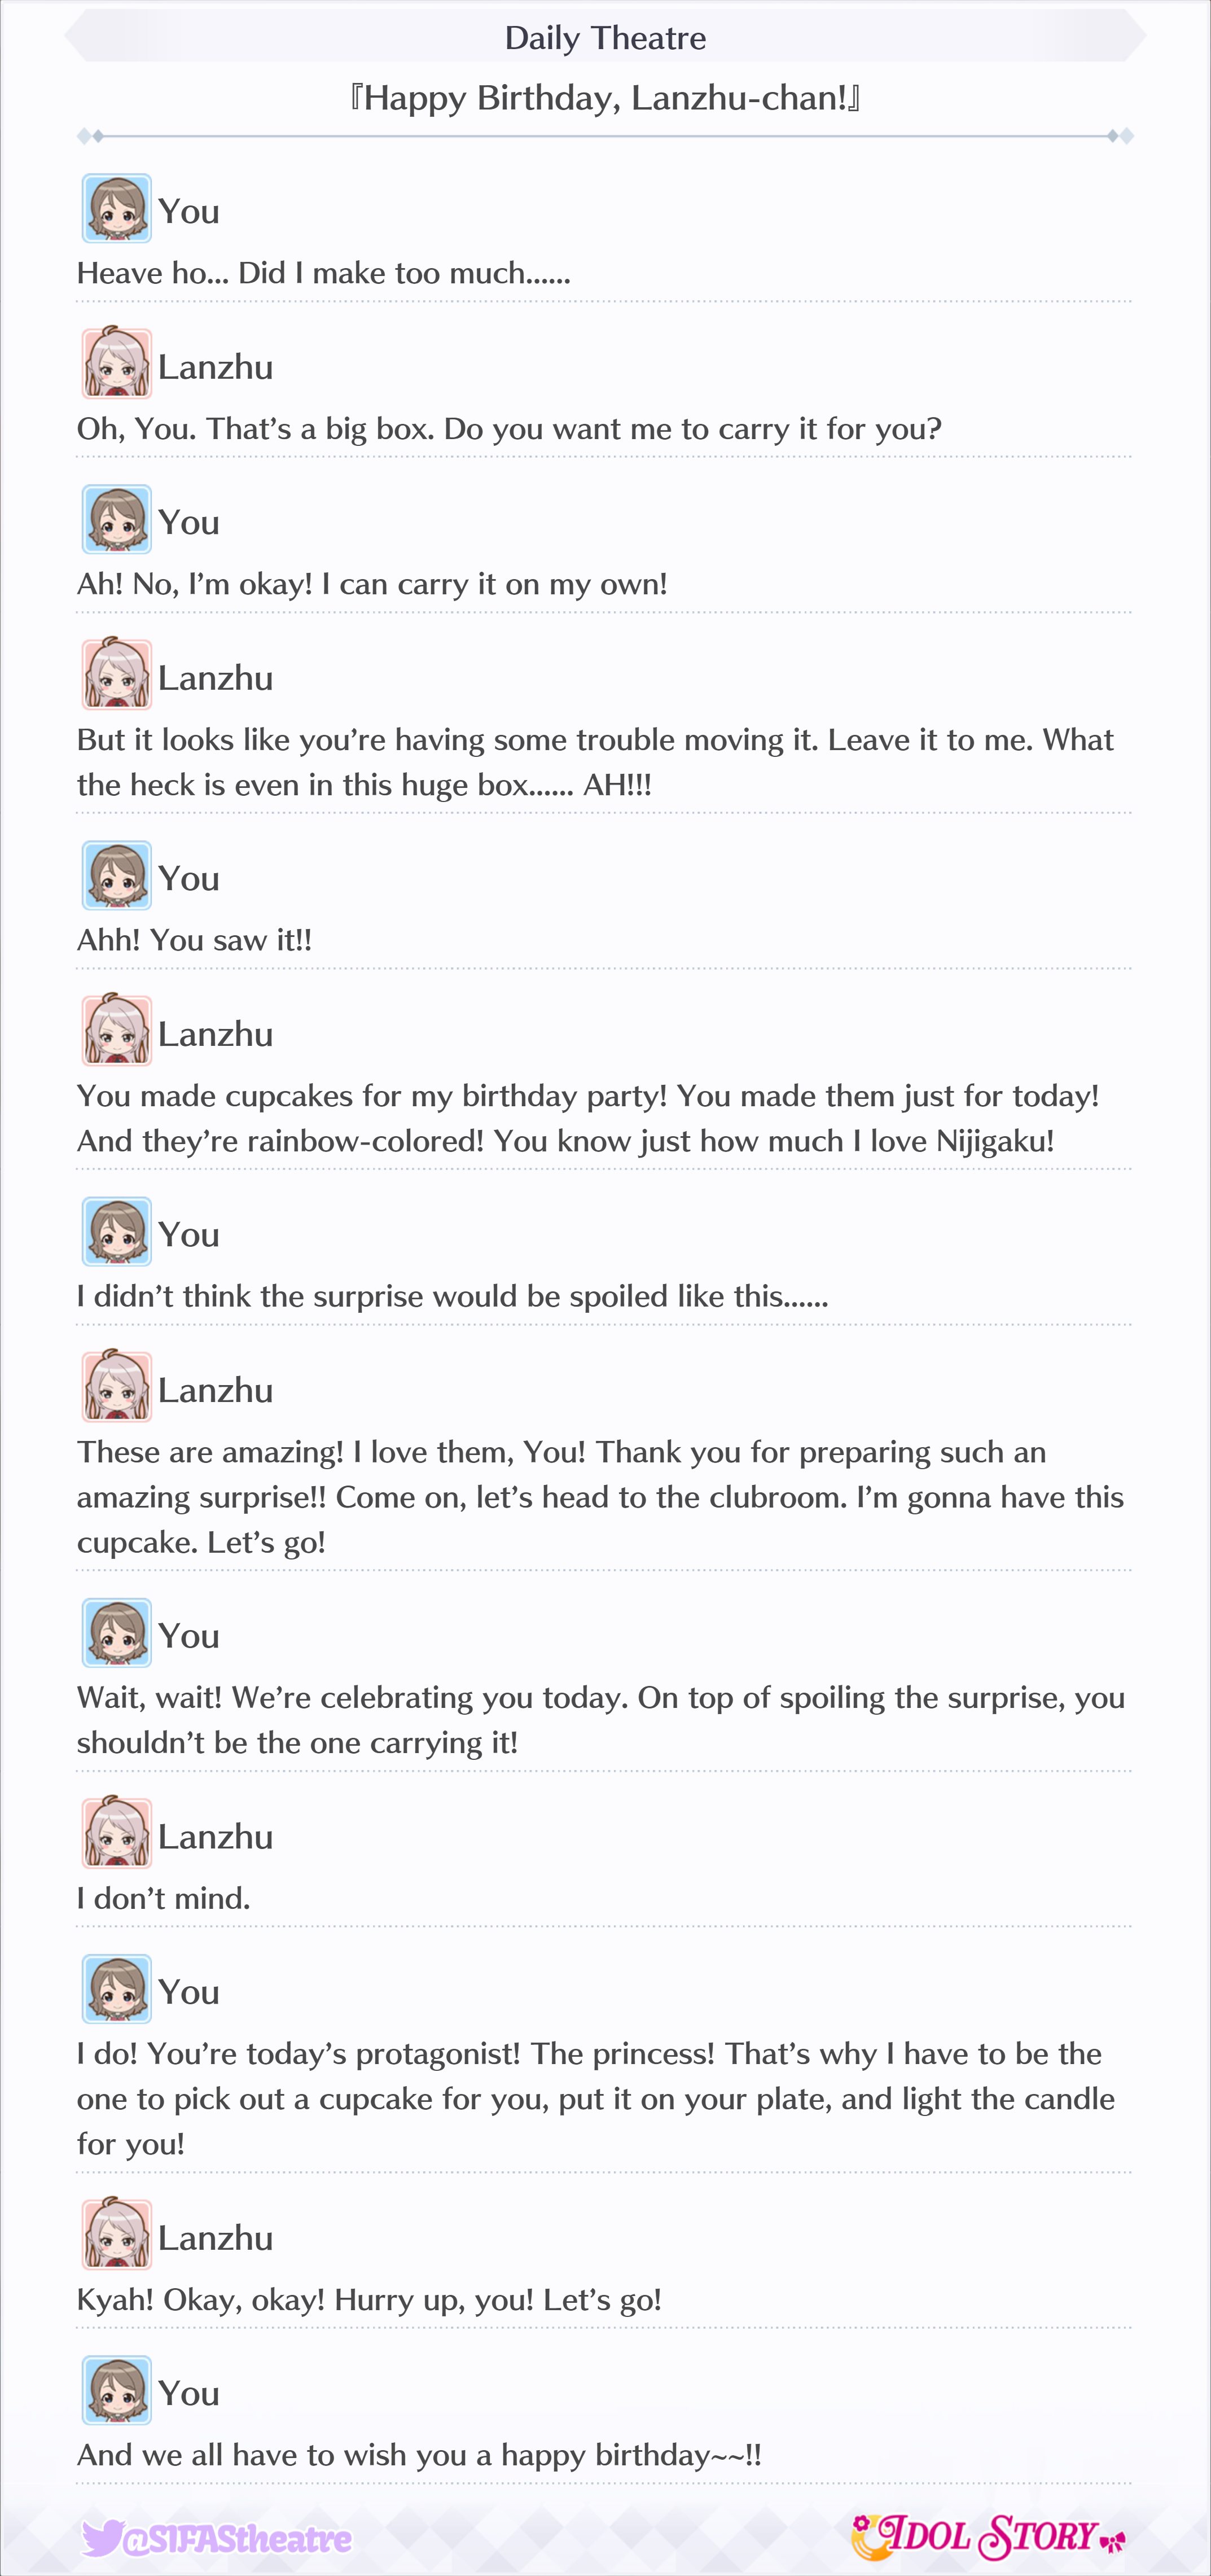 Daily Theatre
『Happy Birthday, Lanzhu-chan!』
You
Heave ho... Did I make too much......
Lanzhu
Oh, You. That’s a big box. Do you want me to carry it for you?
You
Ah! No, I’m okay! I can carry it on my own!
Lanzhu
But it looks like you’re having some trouble moving it. Leave it to me. What
the heck is even in this huge box...... AH!!!
You
Ahh! You saw it!!
Lanzhu
You made cupcakes for my birthday party! You made them just for today!
And they’re rainbow-colored! You know just how much I love Nijigaku!
You
I didn’t think the surprise would be spoiled like this......
Lanzhu
These are amazing! I love them, You! Thank you for preparing such an
amazing surprise!! Come on, let’s head to the clubroom. I’m gonna have this
cupcake. Let’s go!
You
Wait, wait! We’re celebrating you today. On top of spoiling the surprise, you
shouldn’t be the one carrying it!
Lanzhu
I don’t mind.
You
I do! You’re today’s protagonist! The princess! That’s why I have to be the
one to pick out a cupcake for you, put it on your plate, and light the candle
for you!
Lanzhu
Kyah! Okay, okay! Hurry up, you! Let’s go!
You
And we all have to wish you a happy birthday~~!!
@SIFAStheatre
IDOL STORY